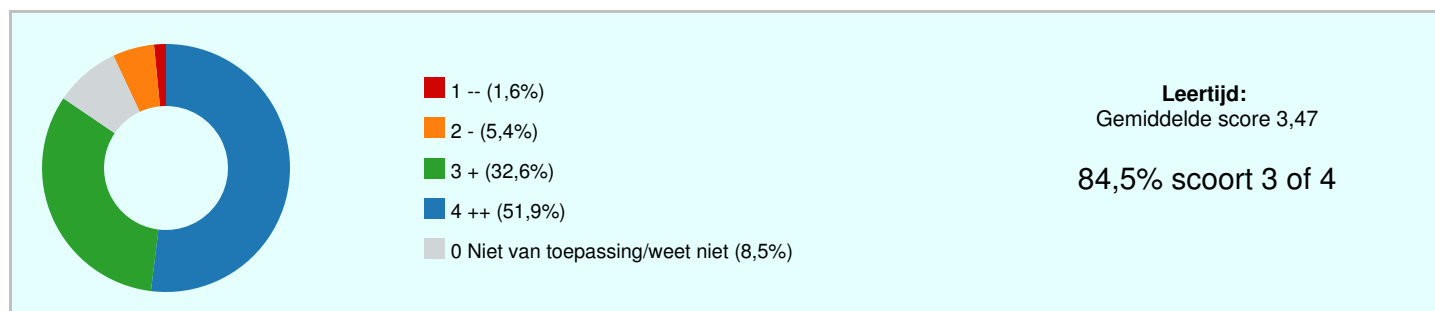 1 -- (1,6%)
2 - (5,4%)
3 + (32,6%)
4 ++ (51,9%)
0 Niet van toepassing/weet niet (8,5%)
Leertijd:
Gemiddelde score 3,47
84,5% scoort 3 of 4